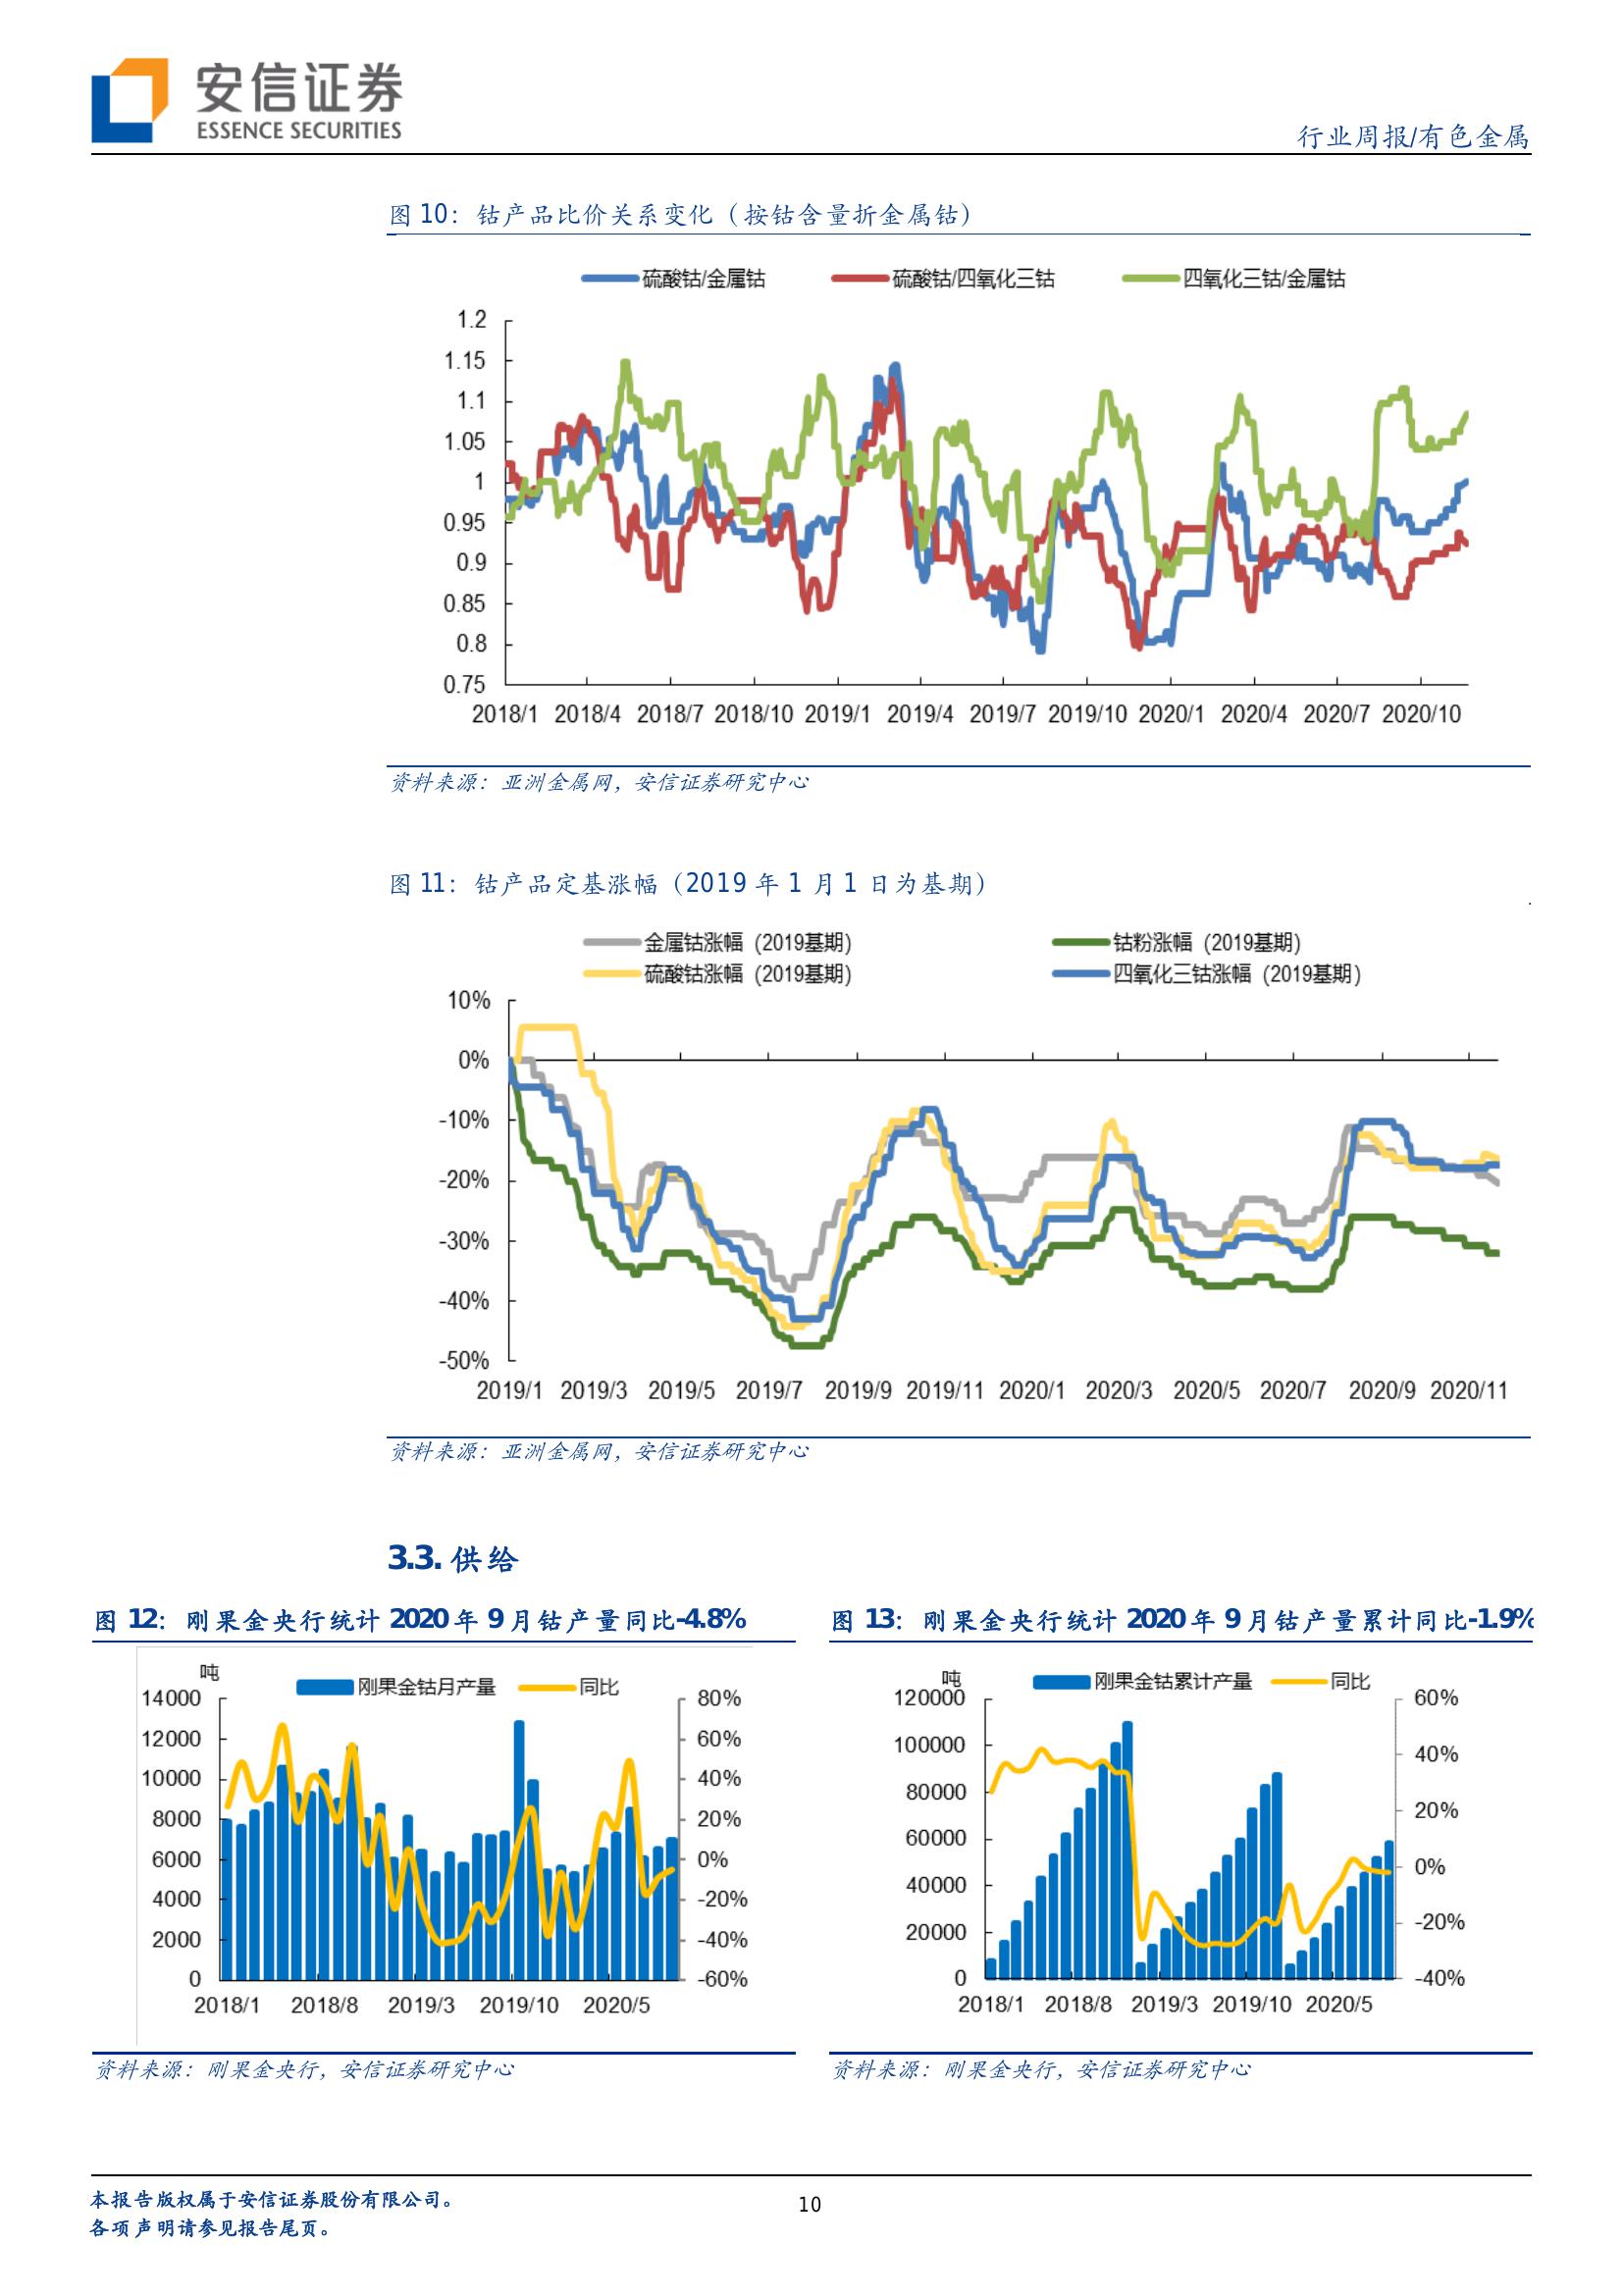 安信证券
ESSENCE SECURITIES
行业周报/有色金属
图 10：钴产品比价关系变化（按钴含量折金属钴）
硫酸钴/金属钴 硫酸钴/四氧化三钴 四氧化三钴/金属钴
1.2
1.15
1.1
1.05
1
0.95
0.9
0.85
0.8
0.75
2018/1 2018/4 2018/7 2018/10 2019/1 2019/4 2019/7 2019/10 2020/1 2020/4 2020/7 2020/10
资料来源：亚洲金属网，安信证券研究中心
图 11：钴产品定基涨幅（2019 年 1 月 1 日为基期）
金属钴涨幅（2019基期） 钴粉涨幅（2019基期）
硫酸钴涨幅（2019基期） 四氧化三钴涨幅（2019基期）
10%
0%
-10%
-20%
-30%
-40%
-50%
2019/1 2019/3 2019/5 2019/7 2019/9 2019/11 2020/1 2020/3 2020/5 2020/7 2020/9 2020/11
资料来源：亚洲金属网，安信证券研究中心
3.3. 供给
图 12：刚果金央行统计 2020 年 9 月钴产量同比-4.8%
吨
刚果金钴月产量 同比
14000 80%
12000 60%
10000 40%
8000 20%
6000 0%
4000 -20%
2000 -40%
0 -60%
2018/1 2018/8 2019/3 2019/10 2020/5
资料来源：刚果金央行，安信证券研究中心
图 13：刚果金央行统计 2020 年 9 月钴产量累计同比-1.9%
吨
刚果金钴累计产量 同比
120000 60%
100000 40%
80000 20%
60000 0%
40000 -20%
20000 -40%
0
2018/1 2018/8 2019/3 2019/10 2020/5
资料来源：刚果金央行，安信证券研究中心
本报告版权属于安信证券股份有限公司。
各项声明请参见报告尾页。
10